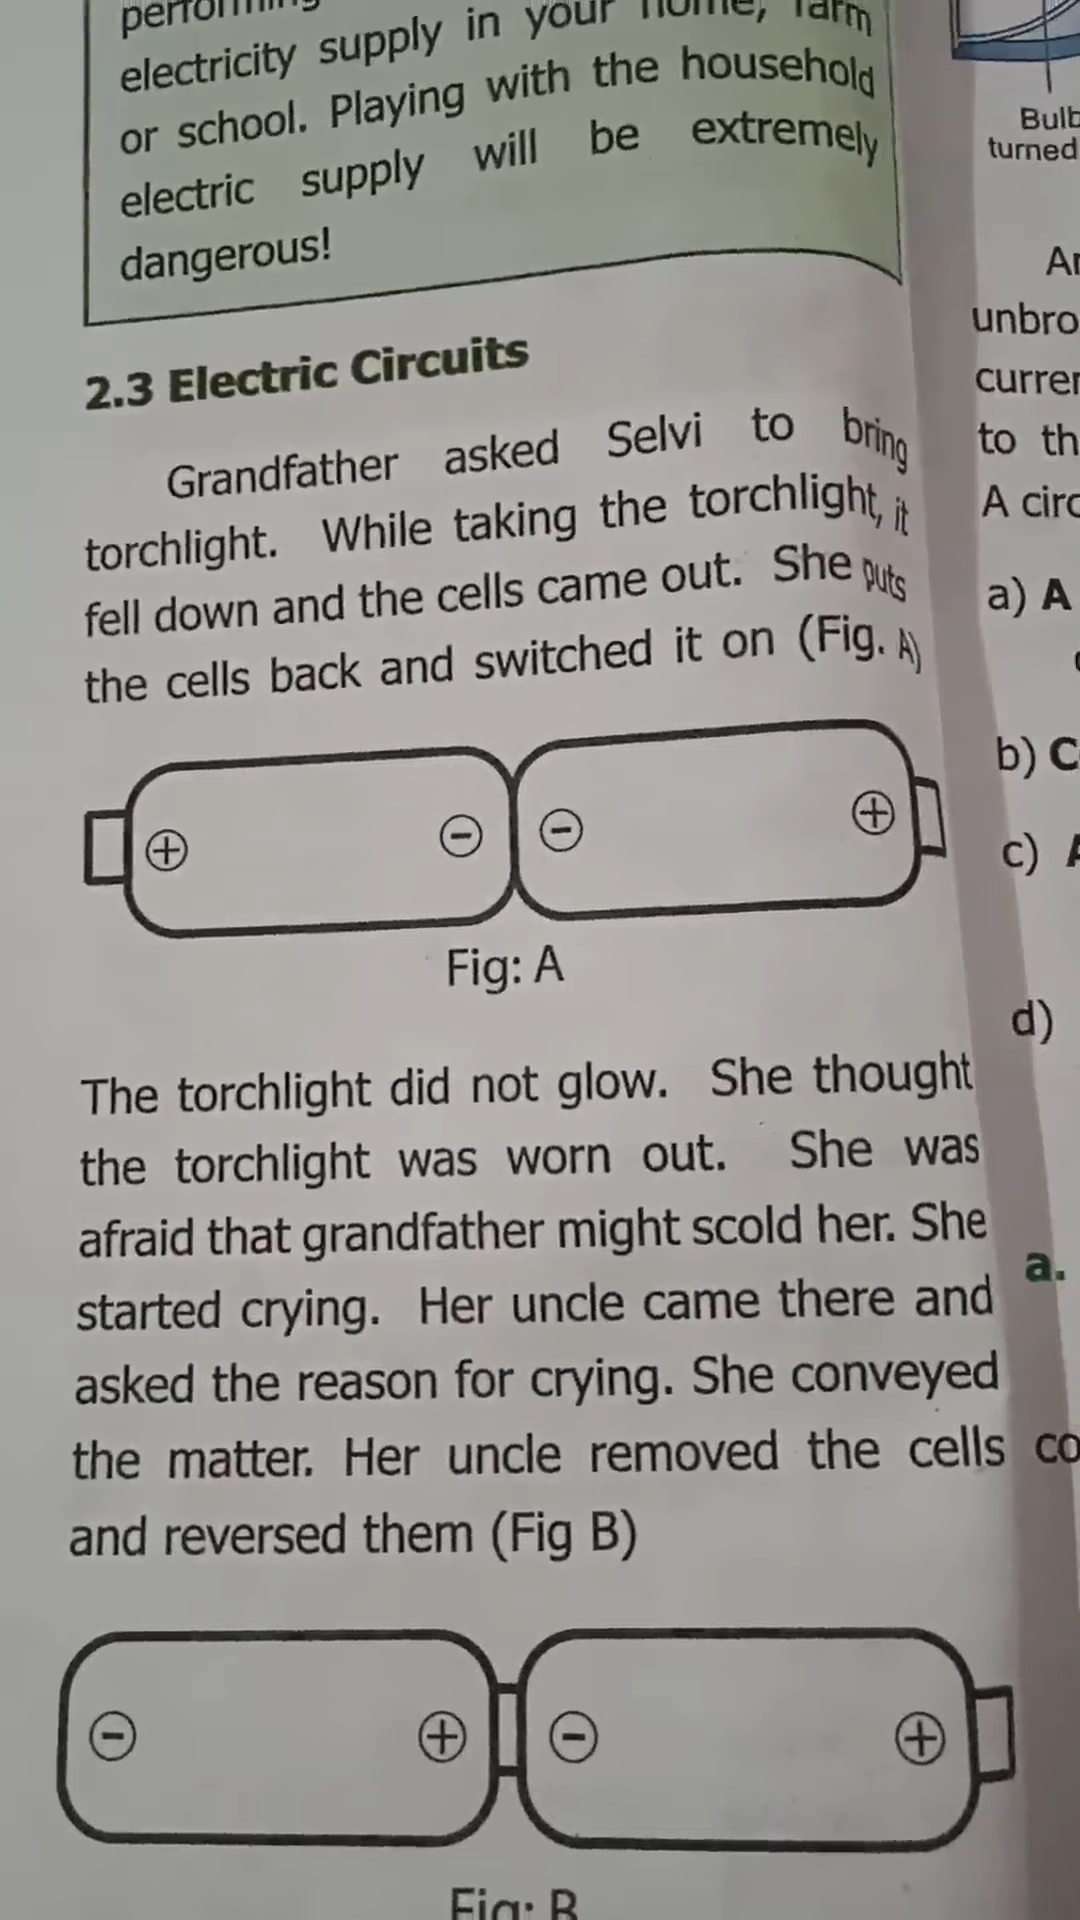 electricity supply in your home, farm
or school. Playing with the household
electric supply will be extremely
dangerous!
2.3 Electric Circuits
Grandfather asked Selvi to bring
torchlight. While taking the torchlight, it
fell down and the cells came out. She puts
the cells back and switched it on (Fig. A)
+ − − +
Fig: A
The torchlight did not glow. She thought
the torchlight was worn out. She was
afraid that grandfather might scold her. She
started crying. Her uncle came there and
asked the reason for crying. She conveyed
the matter. Her uncle removed the cells
and reversed them (Fig B)
− + − +
Fig: B
Bulb
turned
unbro
curren
to th
A circ
a) A
b) C
c) A
d)
a.
co